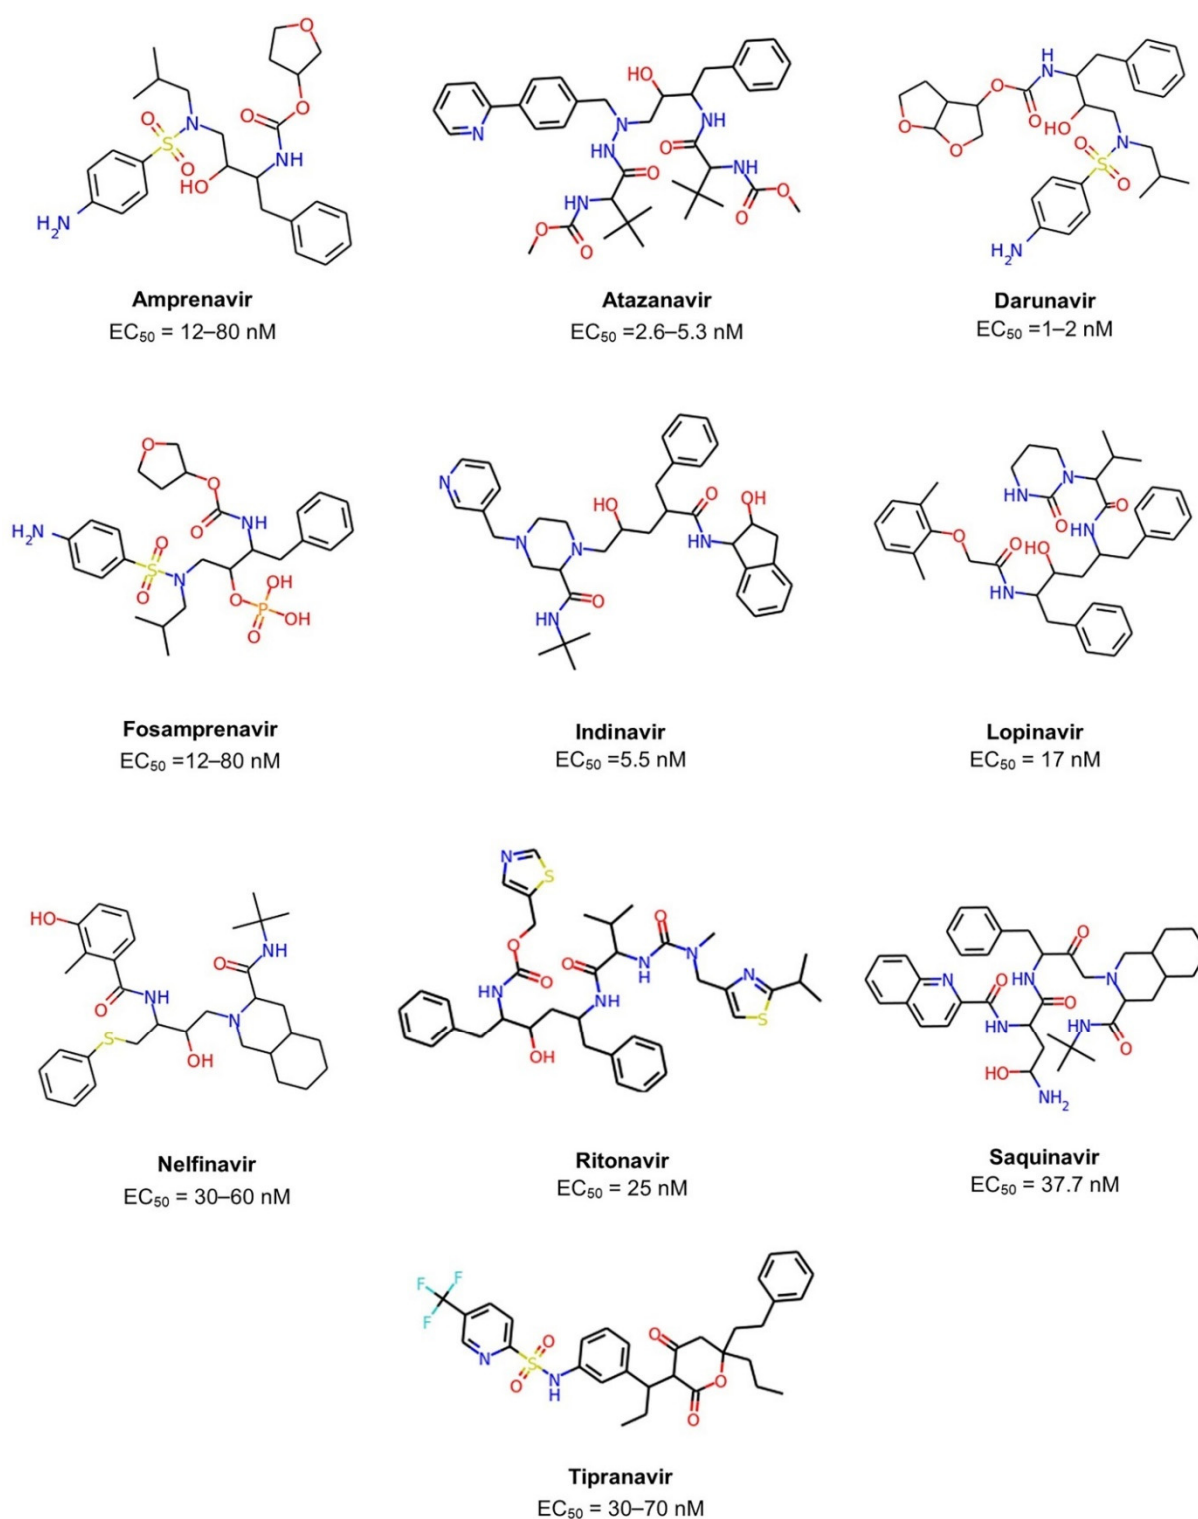 Amprenavir
EC₅₀ = 12–80 nM
Atazanavir
EC₅₀ =2.6–5.3 nM
Darunavir
EC₅₀ =1–2 nM
Fosamprenavir
EC₅₀ =12–80 nM
Indinavir
EC₅₀ =5.5 nM
Lopinavir
EC₅₀ = 17 nM
Nelfinavir
EC₅₀ = 30–60 nM
Ritonavir
EC₅₀ = 25 nM
Saquinavir
EC₅₀ = 37.7 nM
Tipranavir
EC₅₀ = 30–70 nM